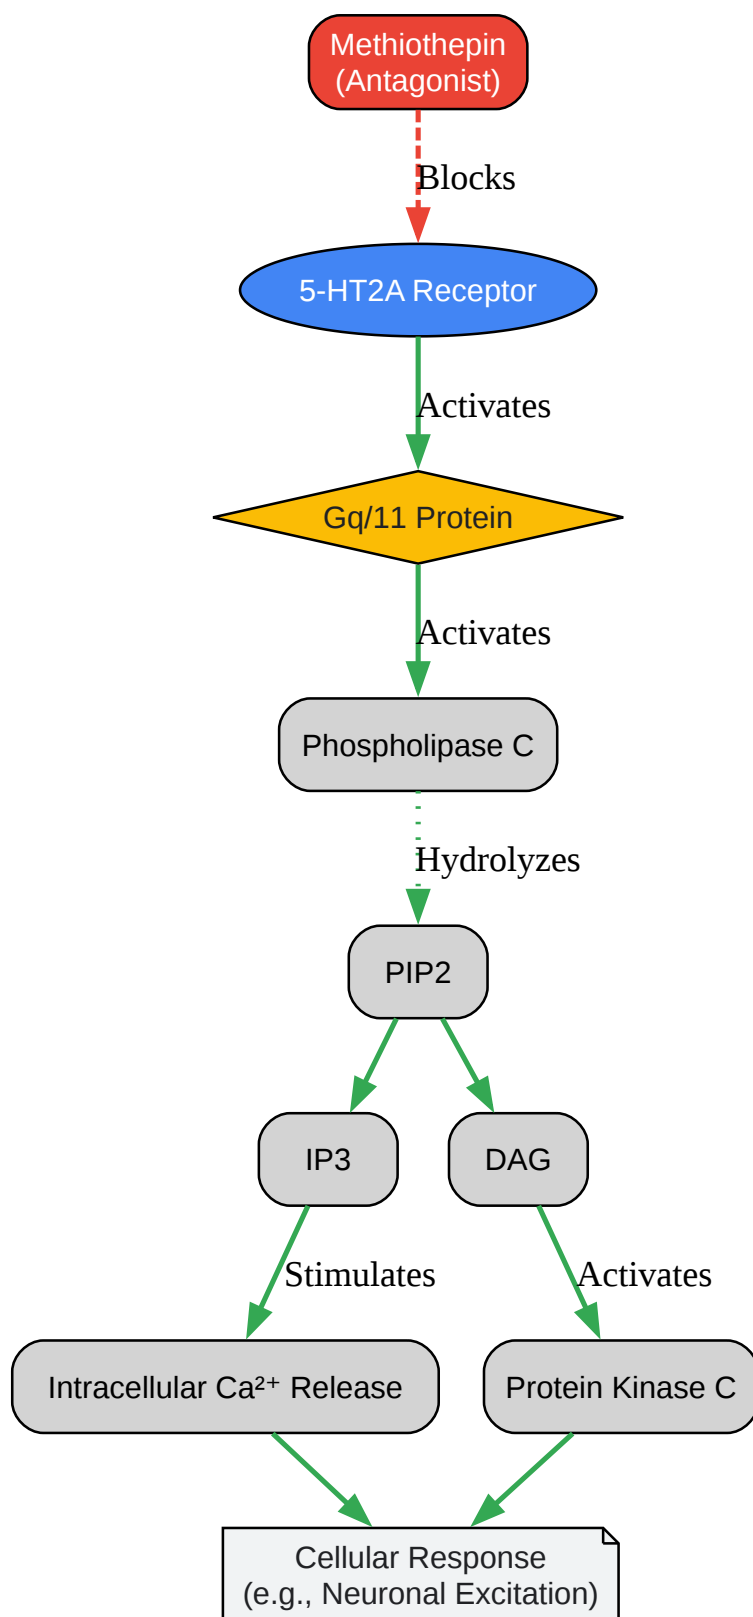 Methiothepin
(Antagonist)
Blocks
5-HT2A Receptor
Activates
Gq/11 Protein
Activates
Phospholipase C
Hydrolyzes
PIP2
IP3
DAG
Stimulates
Activates
Intracellular Ca²⁺ Release
Protein Kinase C
Cellular Response
(e.g., Neuronal Excitation)